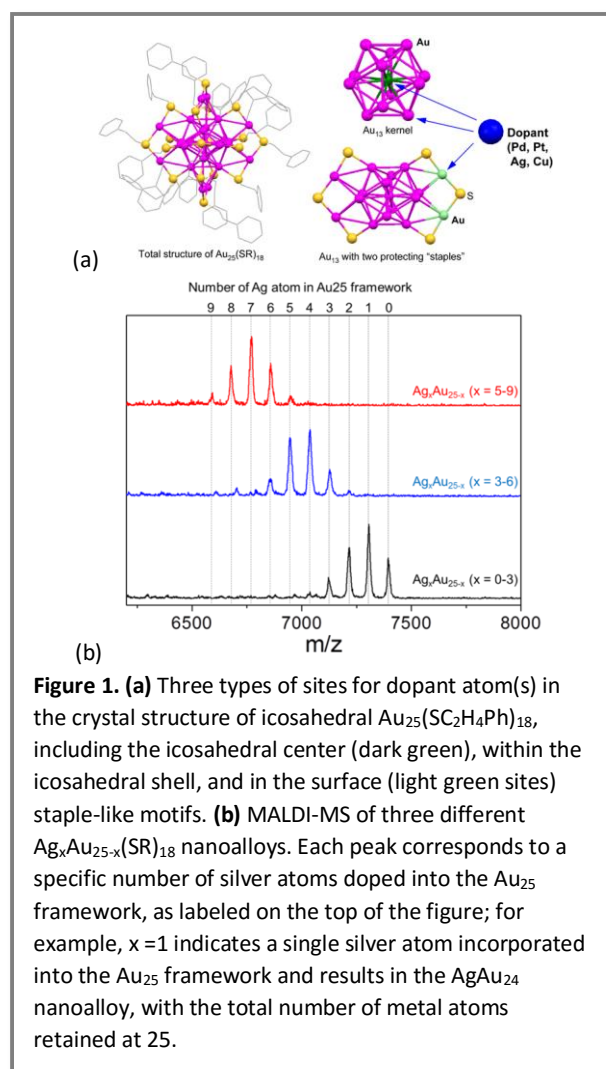 Au
Au₁₃ kernel
Dopant
(Pd, Pt,
Ag, Cu)
S
Au
(a)
Total structure of Au₂₅(SR)₁₈
Au₁₃ with two protecting “staples”
Number of Ag atom in Au25 framework
9 8 7 6 5 4 3 2 1 0
AgₓAu₂₅₋ₓ (x = 5-9)
AgₓAu₂₅₋ₓ (x = 3-6)
AgₓAu₂₅₋ₓ (x = 0-3)
6500 7000 7500 8000
m/z
(b)
Figure 1. (a) Three types of sites for dopant atom(s) in
the crystal structure of icosahedral Au₂₅(SC₂H₄Ph)₁₈,
including the icosahedral center (dark green), within the
icosahedral shell, and in the surface (light green sites)
staple-like motifs. (b) MALDI-MS of three different
AgₓAu₂₅₋ₓ(SR)₁₈ nanoalloys. Each peak corresponds to a
specific number of silver atoms doped into the Au₂₅
framework, as labeled on the top of the figure; for
example, x =1 indicates a single silver atom incorporated
into the Au₂₅ framework and results in the AgAu₂₄
nanoalloy, with the total number of metal atoms
retained at 25.